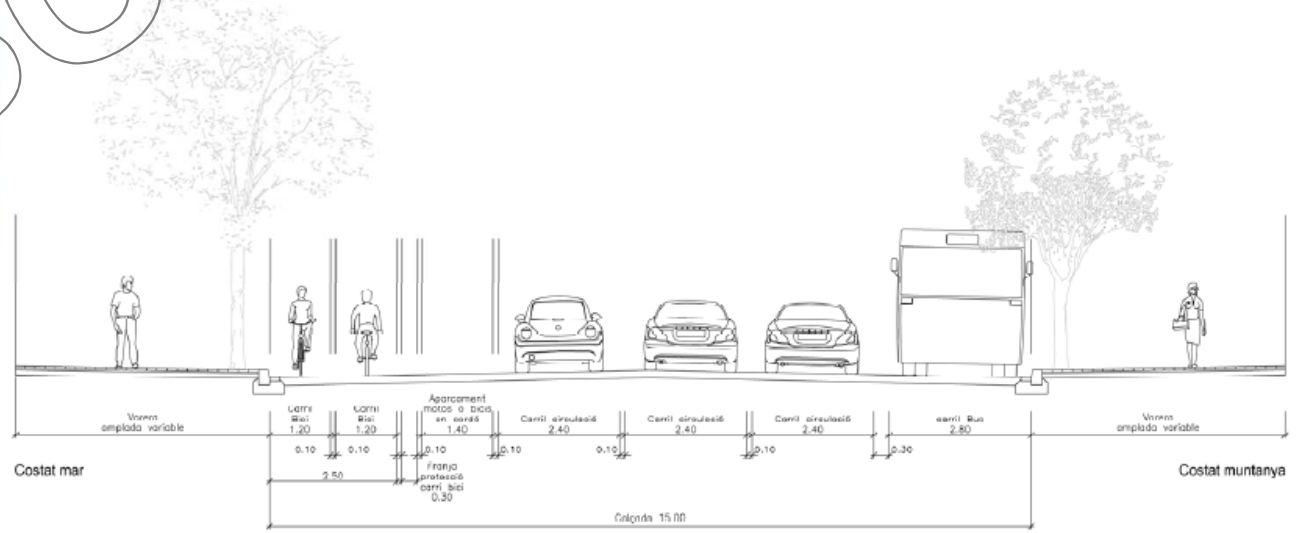 Vorera
amplada variable
Carril
Bici
1.20
Carril
Bici
1.20
Aparcament
motos o bicis
en cordó
1.40
Carril circulació
2.40
Carril circulació
2.40
Carril circulació
2.40
carril Bus
2.80
Vorera
amplada variable
0.10
0.10
0.10
0.10
0.10
0.10
0.30
Costat mar
2.50
Franja
protecció
carri bici
0.30
Costat muntanya
Calçada 15.00